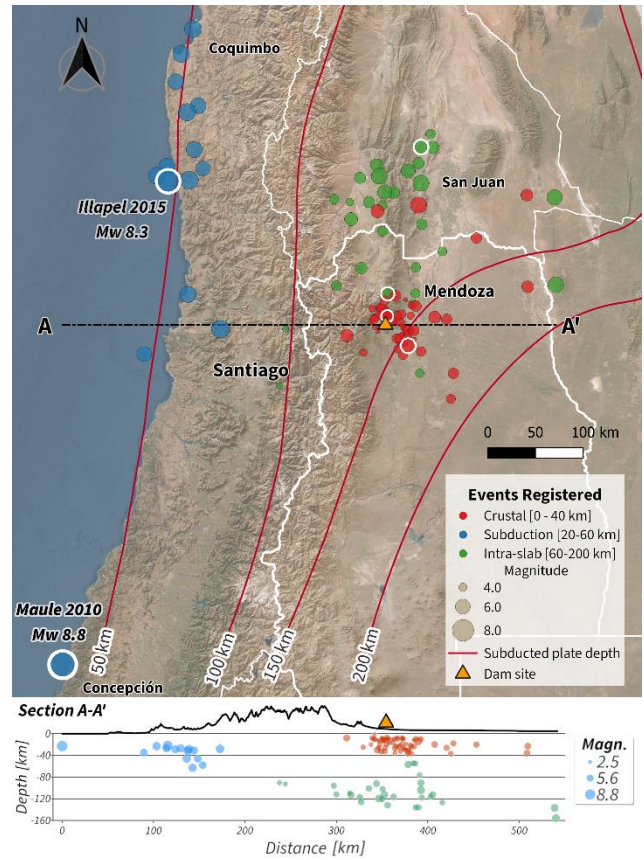 N
Coquimbo
San Juan
Illapel 2015
Mw 8.3
Mendoza
A
A'
Santiago
0 50 100 km
Events Registered
Crustal [0 - 40 km]
Subduction [20-60 km]
Intra-slab [60-200 km]
Magnitude
4.0
6.0
8.0
Subducted plate depth
Dam site
Maule 2010
Mw 8.8
50 km
100 km
150 km
200 km
Concepción
Section A-A'
Depth [km]
0
-40
-80
-120
-160
0 100 200 300 400 500
Distance [km]
Magn.
2.5
5.6
8.8